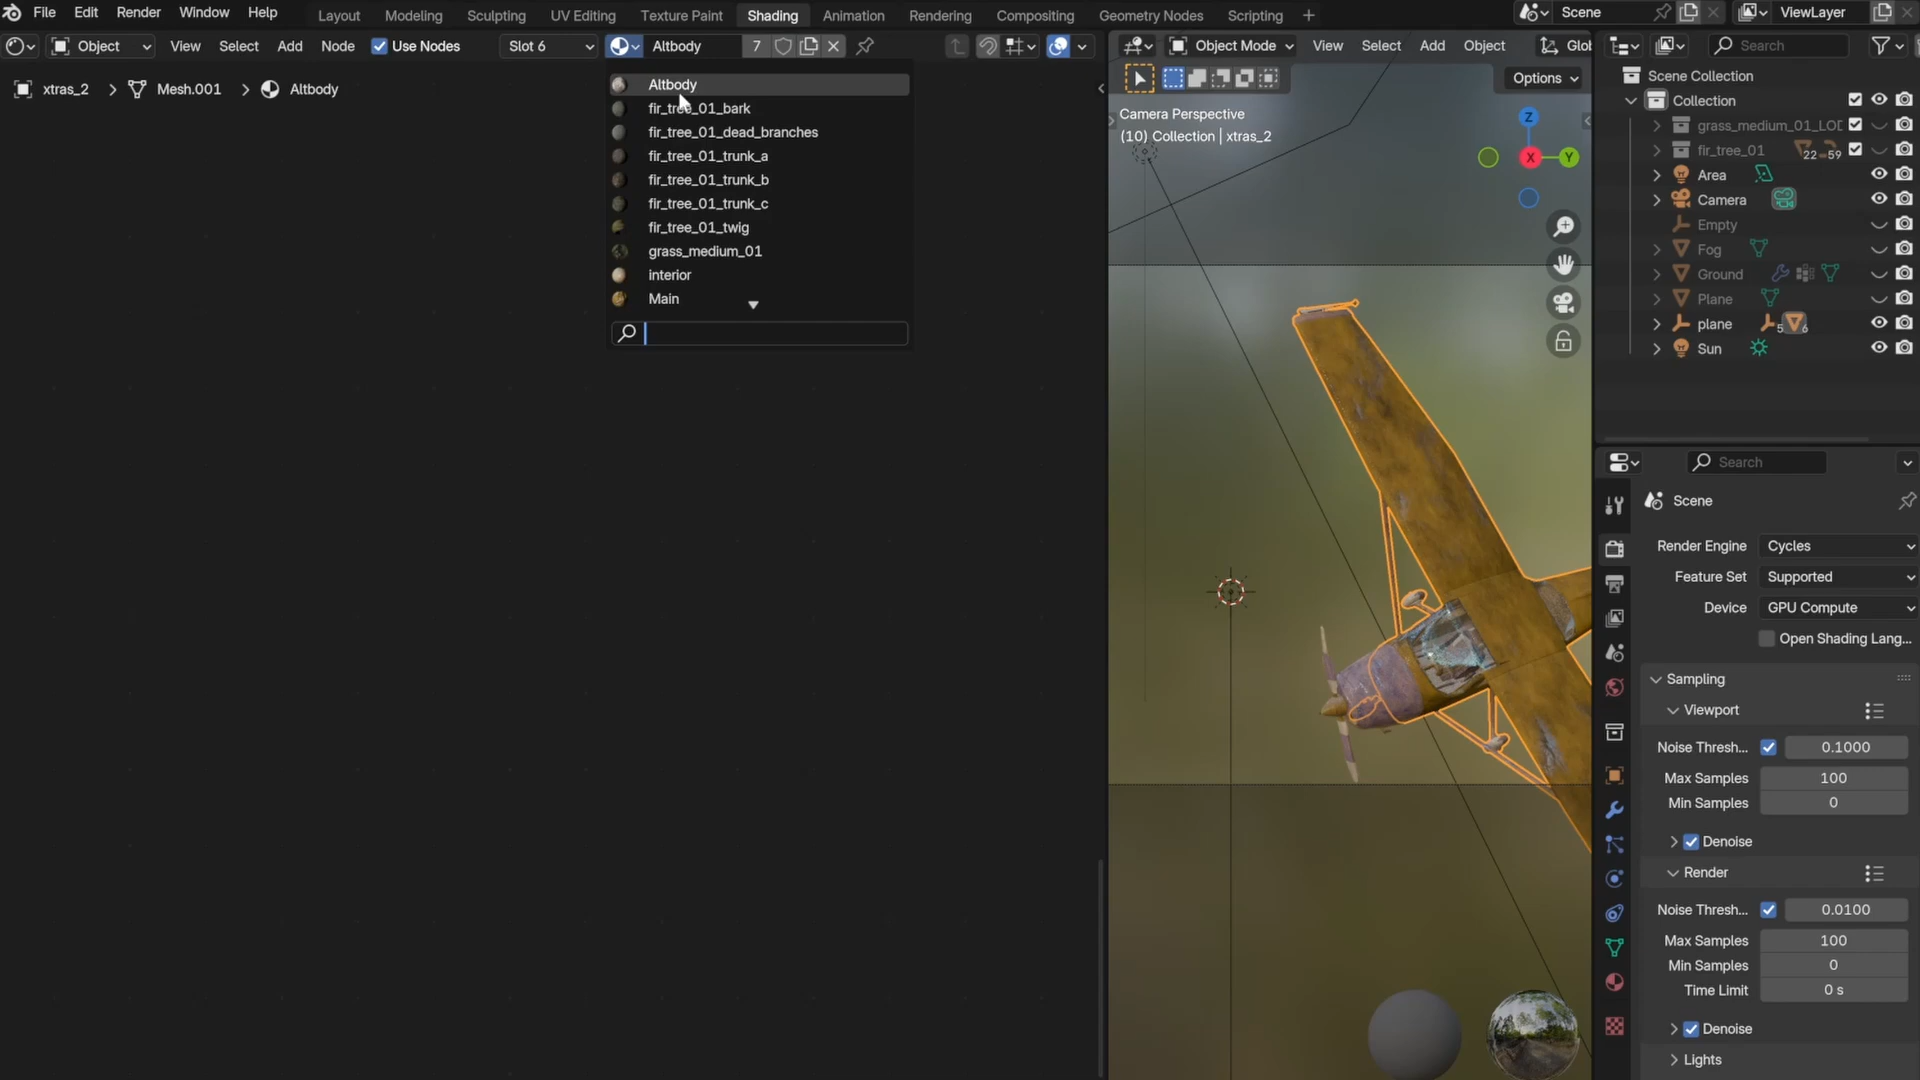 File Edit Render Window Help Layout Modeling Sculpting UV Editing Texture Paint Shading Animation Rendering Compositing Geometry Nodes Scripting + Scene ViewLayer
Object View Select Add Node Use Nodes Slot 6 Altbody 7
Object Mode View Select Add Object Glob
Search
xtras_2 > Mesh.001 > Altbody
Options
Altbody
fir_tree_01_bark
fir_tree_01_dead_branches
fir_tree_01_trunk_a
fir_tree_01_trunk_b
fir_tree_01_trunk_c
fir_tree_01_twig
grass_medium_01
interior
Main
Camera Perspective
(10) Collection | xtras_2
Z
X
Y
Scene Collection
Collection
grass_medium_01_LOD
fir_tree_01 22 59
Area
Camera
Empty
Fog
Ground
Plane
plane 5 6
Sun
Search
Scene
Render Engine Cycles
Feature Set Supported
Device GPU Compute
Open Shading Lang...
Sampling
Viewport
Noise Thresh... 0.1000
Max Samples 100
Min Samples 0
Denoise
Render
Noise Thresh... 0.0100
Max Samples 100
Min Samples 0
Time Limit 0 s
Denoise
Lights